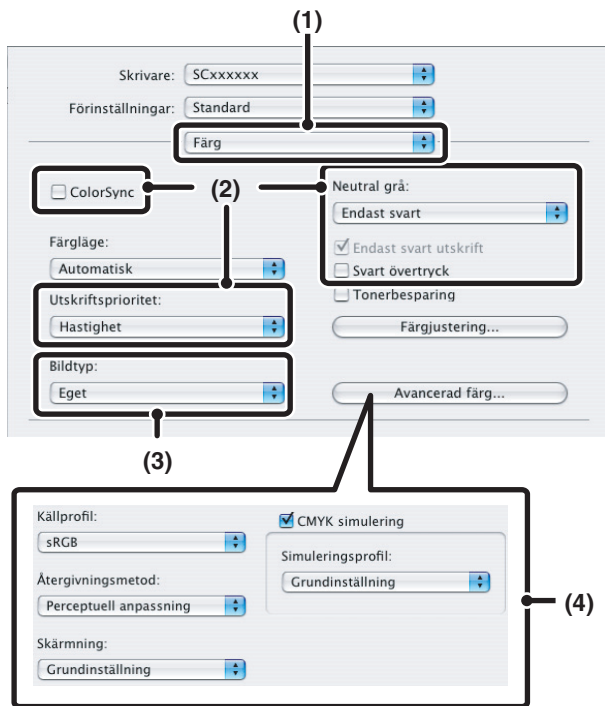 (1)
Skrivare: SCxxxxxx
Förinställningar: Standard
Färg
ColorSync
(2)
Neutral grå:
Endast svart
Endast svart utskrift
Svart övertryck
Färgläge:
Automatisk
Tonerbesparing
Utskriftsprioritet:
Hastighet
Färgjustering...
Bildtyp:
Eget
Avancerad färg...
(3)
Källprofil:
sRGB
CMYK simulering
Simuleringsprofil:
Grundinställning
Återgivningsmetod:
Perceptuell anpassning
(4)
Skärmning:
Grundinställning